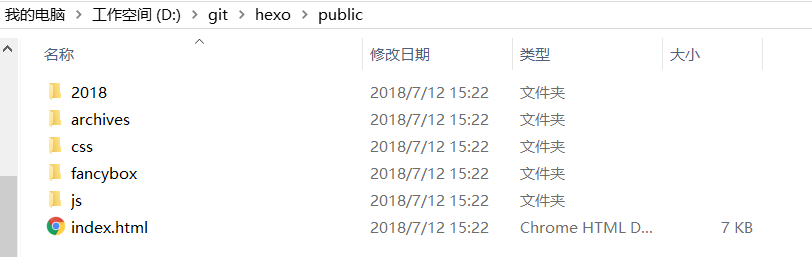 我的电脑 > 工作空间 (D:) > git > hexo > public
名称 修改日期 类型 大小
2018 2018/7/12 15:22 文件夹
archives 2018/7/12 15:22 文件夹
css 2018/7/12 15:22 文件夹
fancybox 2018/7/12 15:22 文件夹
js 2018/7/12 15:22 文件夹
index.html 2018/7/12 15:22 Chrome HTML D... 7 KB